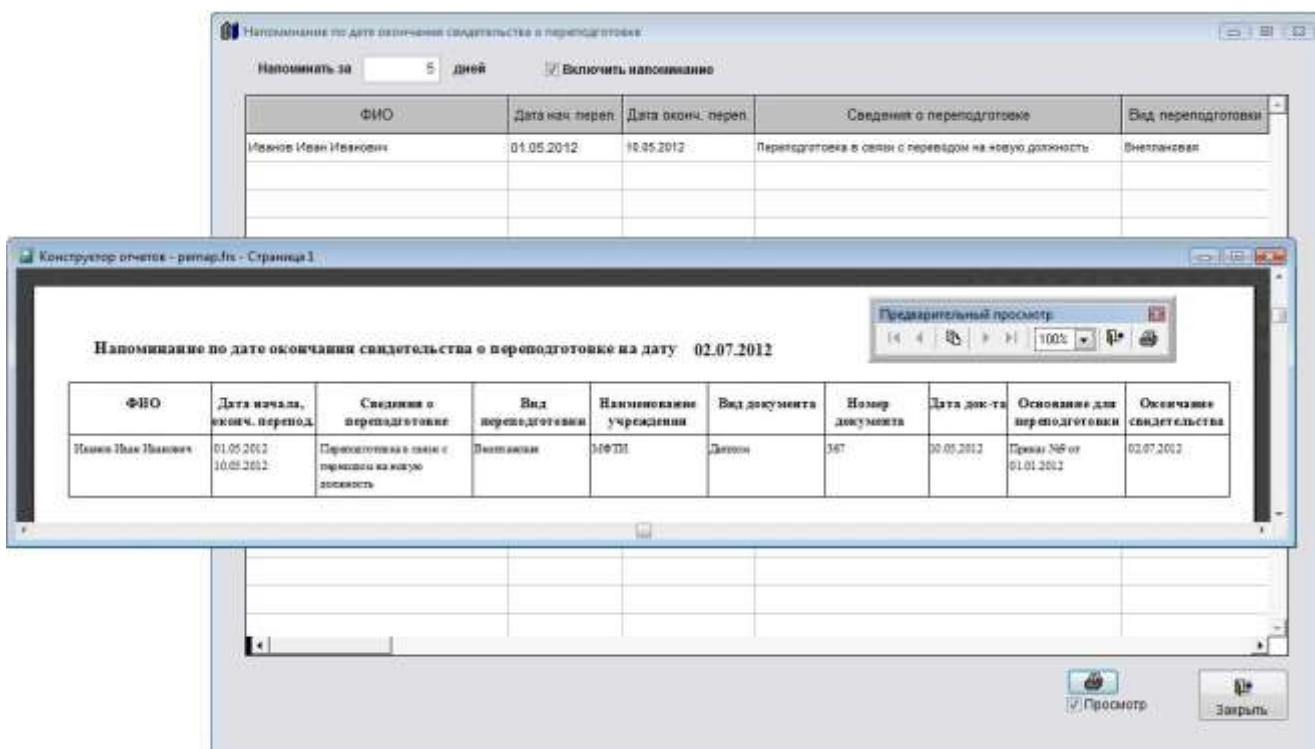 Напоминание по дате окончания свидетельства о переподготовке
Напоминать за 5 дней Включить напоминание
ФИО Дата нач. переп. Дата оконч. переп. Сведения о переподготовке Вид переподготовки
Иванов Иван Иванович 01.05.2012 10.05.2012 Переподготовка в связи с переводом на новую должность Внеплановая
Конструктор отчетов - pernap.frx - Страница 1
Предварительный просмотр
100%
Напоминание по дате окончания свидетельства о переподготовке на дату 02.07.2012
ФИО Дата начала, Сведения о Вид Наименование Вид документа Номер Дата док-та Основание для Окончание
оконч. перепод. переподготовке переподготовки учреждения документа переподготовки свидетельства
Иванов Иван Иванович 01.05.2012 Переподготовка в связи с Внеплановая МФТИ Диплом 367 10.05.2012 Приказ №9 от 02.07.2012
10.05.2012 переводом на новую 01.01.2012
должность
Просмотр
Закрыть